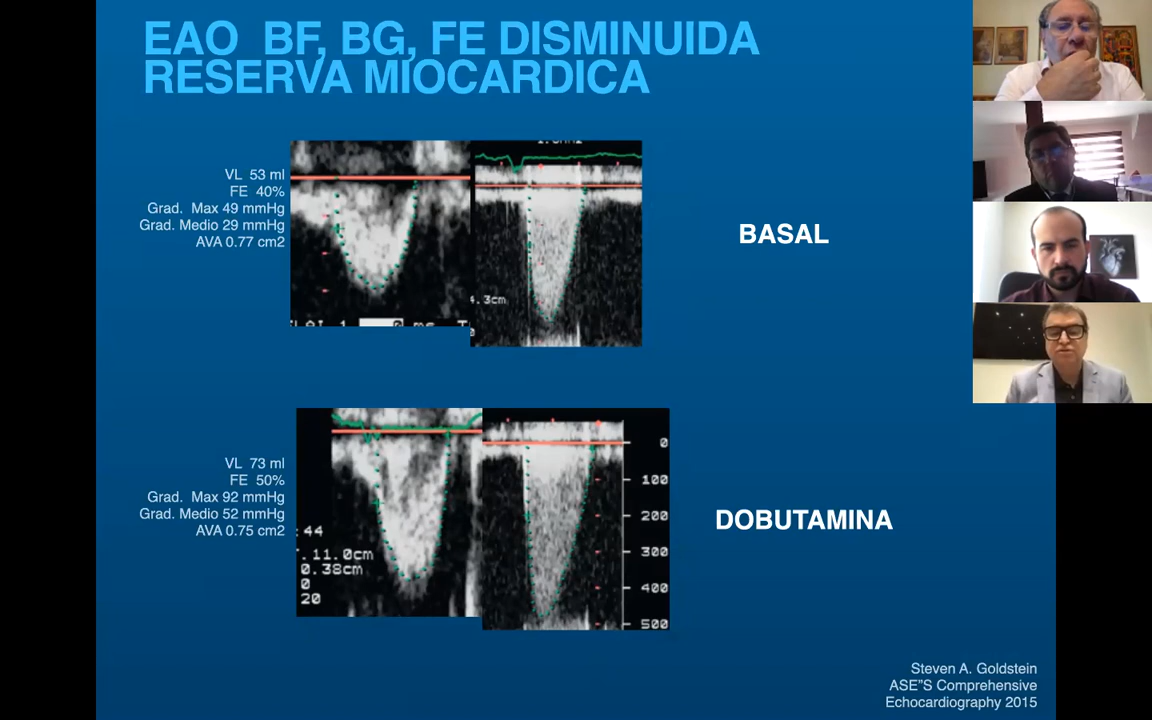 EAO BF, BG, FE DISMINUIDA
RESERVA MIOCARDICA
VL 53 ml
FE 40%
Grad. Max 49 mmHg
Grad. Medio 29 mmHg
AVA 0.77 cm2
4.3cm
ms
BASAL
VL 73 ml
FE 50%
Grad. Max 92 mmHg
Grad. Medio 52 mmHg
AVA 0.75 cm2
:44
11.0cm
0.38cm
0
20
0
100
200
300
400
500
DOBUTAMINA
Steven A. Goldstein
ASE"S Comprehensive
Echocardiography 2015